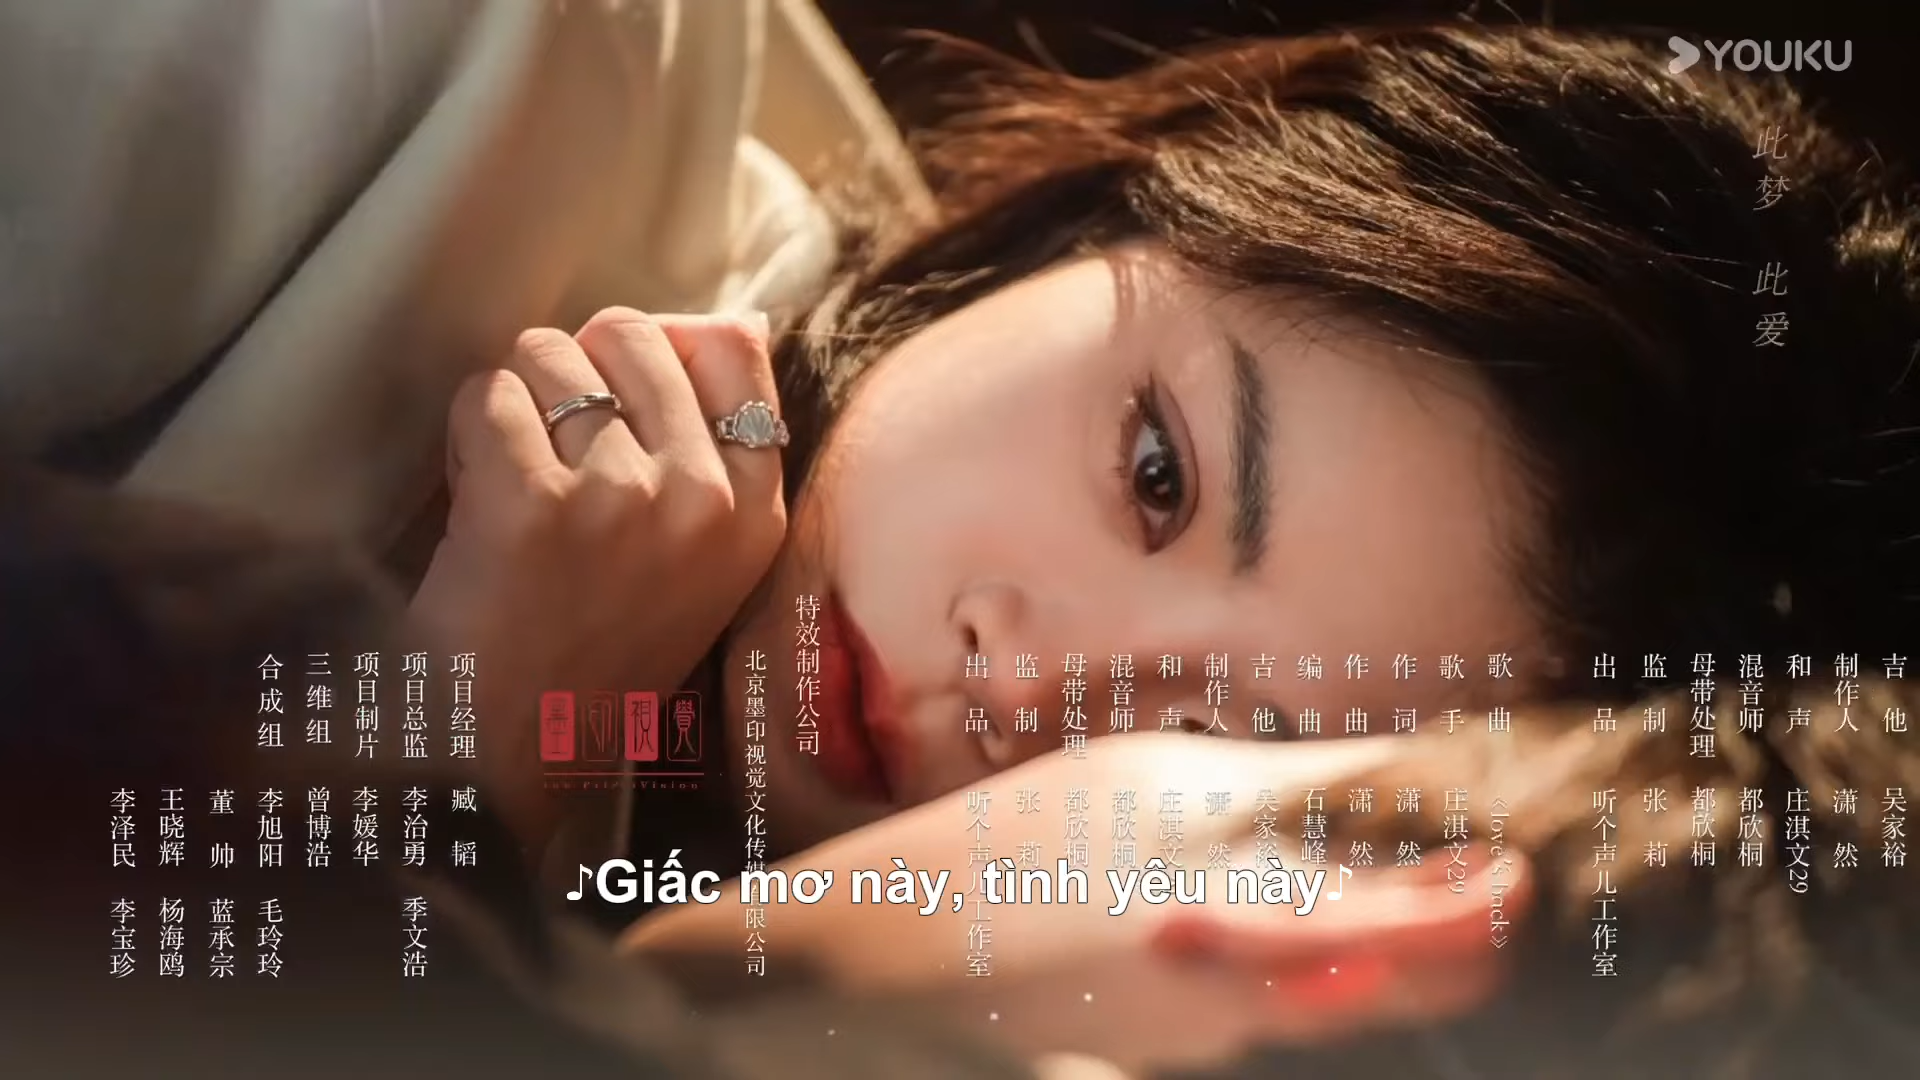 YOUKU
此梦 此爱
吉他 吴家裕
制作人 潇然
和声 庄淇文29
混音师 都欣桐
母带处理 都欣桐
监制 张莉
出品 听个声儿工作室
歌曲 《love's back》
歌手 庄淇文29
作词 潇然
作曲 潇然
编曲 石慧峰
吉他 吴家裕
制作人 潇然
和声 庄淇文
混音师 都欣桐
母带处理 都欣桐
监制 张莉
出品 听个声儿工作室
特效制作公司
北京墨印视觉文化传媒有限公司
墨印視覺
项目经理 臧韬
项目总监 李治勇 季文浩
项目制片 李媛华
三维组 曾博浩
合成组 李旭阳 毛玲玲
董帅 蓝承宗
王晓辉 杨海鸥
李泽民 李宝珍
♪Giấc mơ này, tình yêu này♪